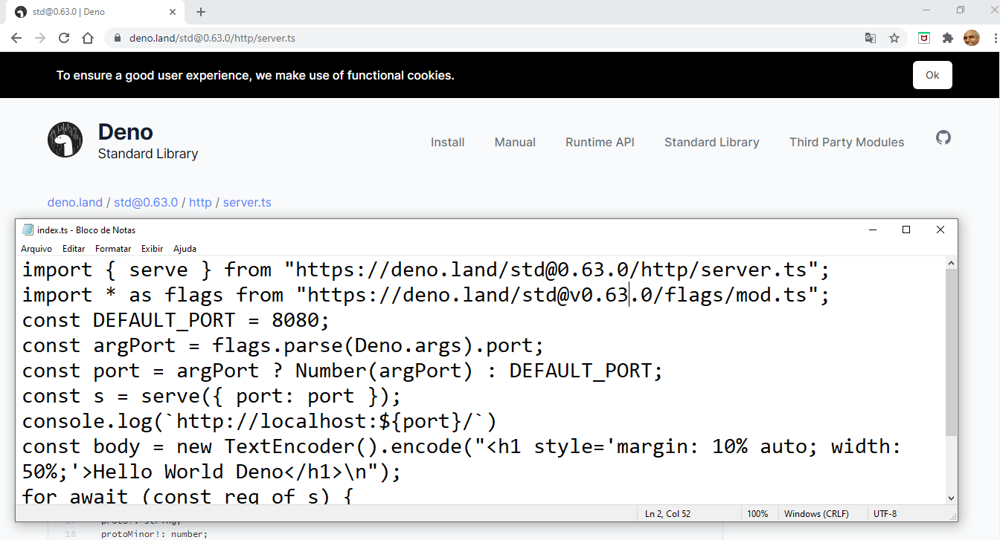 std@0.63.0 | Deno
deno.land/std@0.63.0/http/server.ts
To ensure a good user experience, we make use of functional cookies.
Ok
Deno
Standard Library
Install Manual Runtime API Standard Library Third Party Modules
deno.land / std@0.63.0 / http / server.ts
index.ts - Bloco de Notas
Arquivo Editar Formatar Exibir Ajuda
import { serve } from "https://deno.land/std@0.63.0/http/server.ts";
import * as flags from "https://deno.land/std@v0.63.0/flags/mod.ts";
const DEFAULT_PORT = 8080;
const argPort = flags.parse(Deno.args).port;
const port = argPort ? Number(argPort) : DEFAULT_PORT;
const s = serve({ port: port });
console.log(`http://localhost:${port}/`)
const body = new TextEncoder().encode("<h1 style='margin: 10% auto; width:
50%;'>Hello World Deno</h1>\n");
for await (const req of s) {
Ln 2, Col 52 100% Windows (CRLF) UTF-8
17 proto!: string;
18 protoMinor!: number;